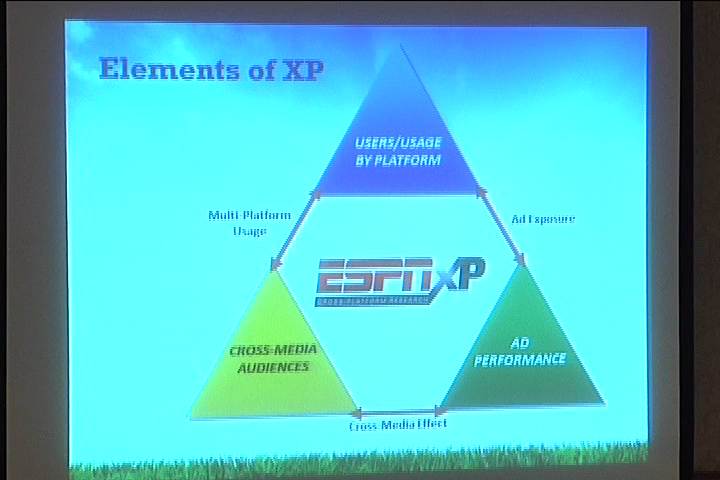 Elements of XP
USERS/USAGE
BY PLATFORM
Multi-Platform
Usage
Ad Exposure
ESPN XP
CROSS-PLATFORM RESEARCH
CROSS-MEDIA
AUDIENCES
AD
PERFORMANCE
Cross Media Effect